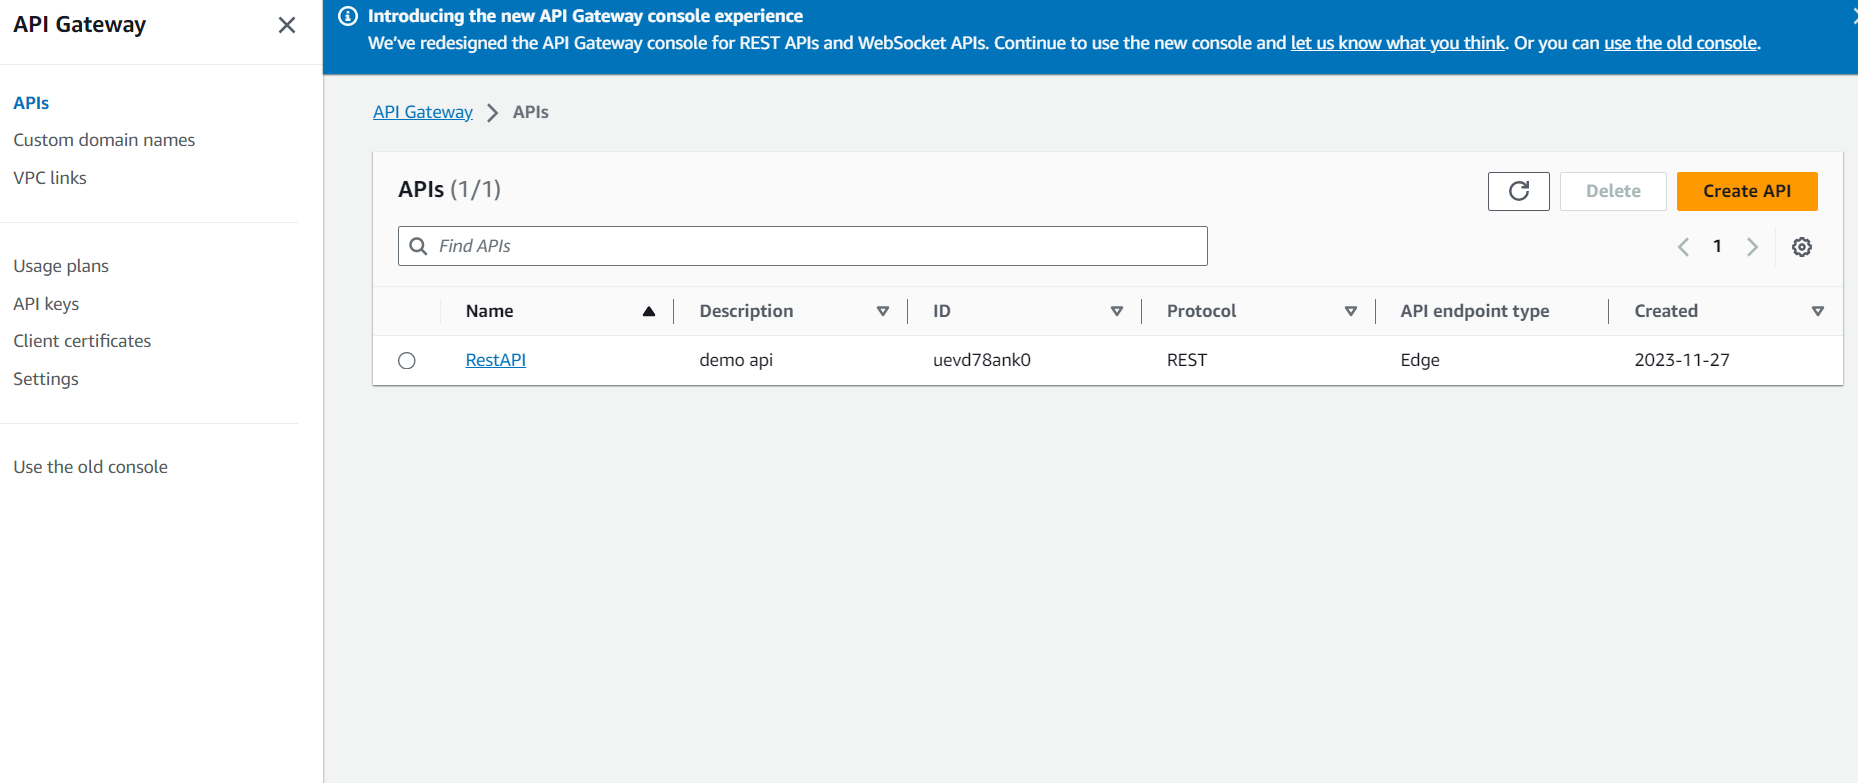 API Gateway
APIs
Custom domain names
VPC links
Usage plans
API keys
Client certificates
Settings
Use the old console
Introducing the new API Gateway console experience
We've redesigned the API Gateway console for REST APIs and WebSocket APIs. Continue to use the new console and let us know what you think. Or you can use the old console.
API Gateway > APIs
APIs (1/1)
Delete
Create API
Find APIs
1
Name Description ID Protocol API endpoint type Created
RestAPI demo api uevd78ank0 REST Edge 2023-11-27